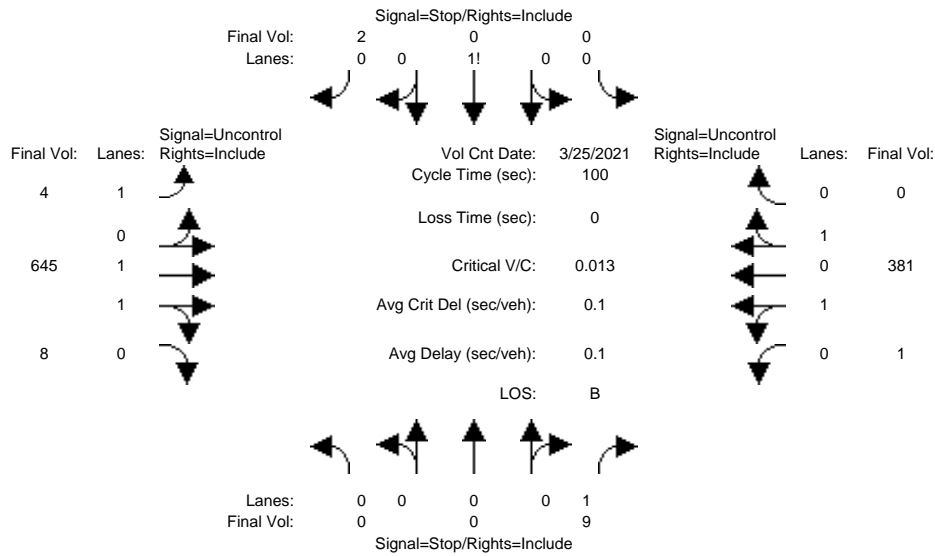 Signal=Stop/Rights=Include
Final Vol: 2 0 0
Lanes: 0 0 1! 0 0
Signal=Uncontrol
Final Vol: Lanes: Rights=Include
Vol Cnt Date: 3/25/2021
Signal=Uncontrol
Rights=Include Lanes: Final Vol:
Cycle Time (sec): 100
4 1
0 0
Loss Time (sec): 0
0
1
645 1
Critical V/C: 0.013
0 381
1
Avg Crit Del (sec/veh): 0.1
1
8 0
Avg Delay (sec/veh): 0.1
0 1
LOS: B
Lanes: 0 0 0 0 1
Final Vol: 0 0 9
Signal=Stop/Rights=Include